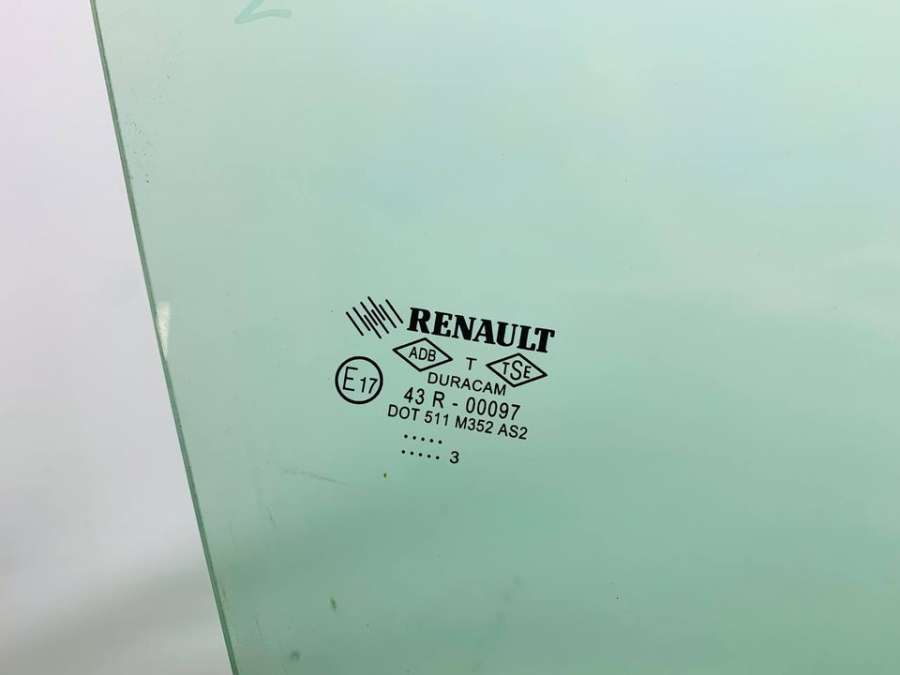 RENAULT
ADB T TSE
DURACAM
E17
43 R - 00097
DOT 511 M352 AS2
.....
..... 3